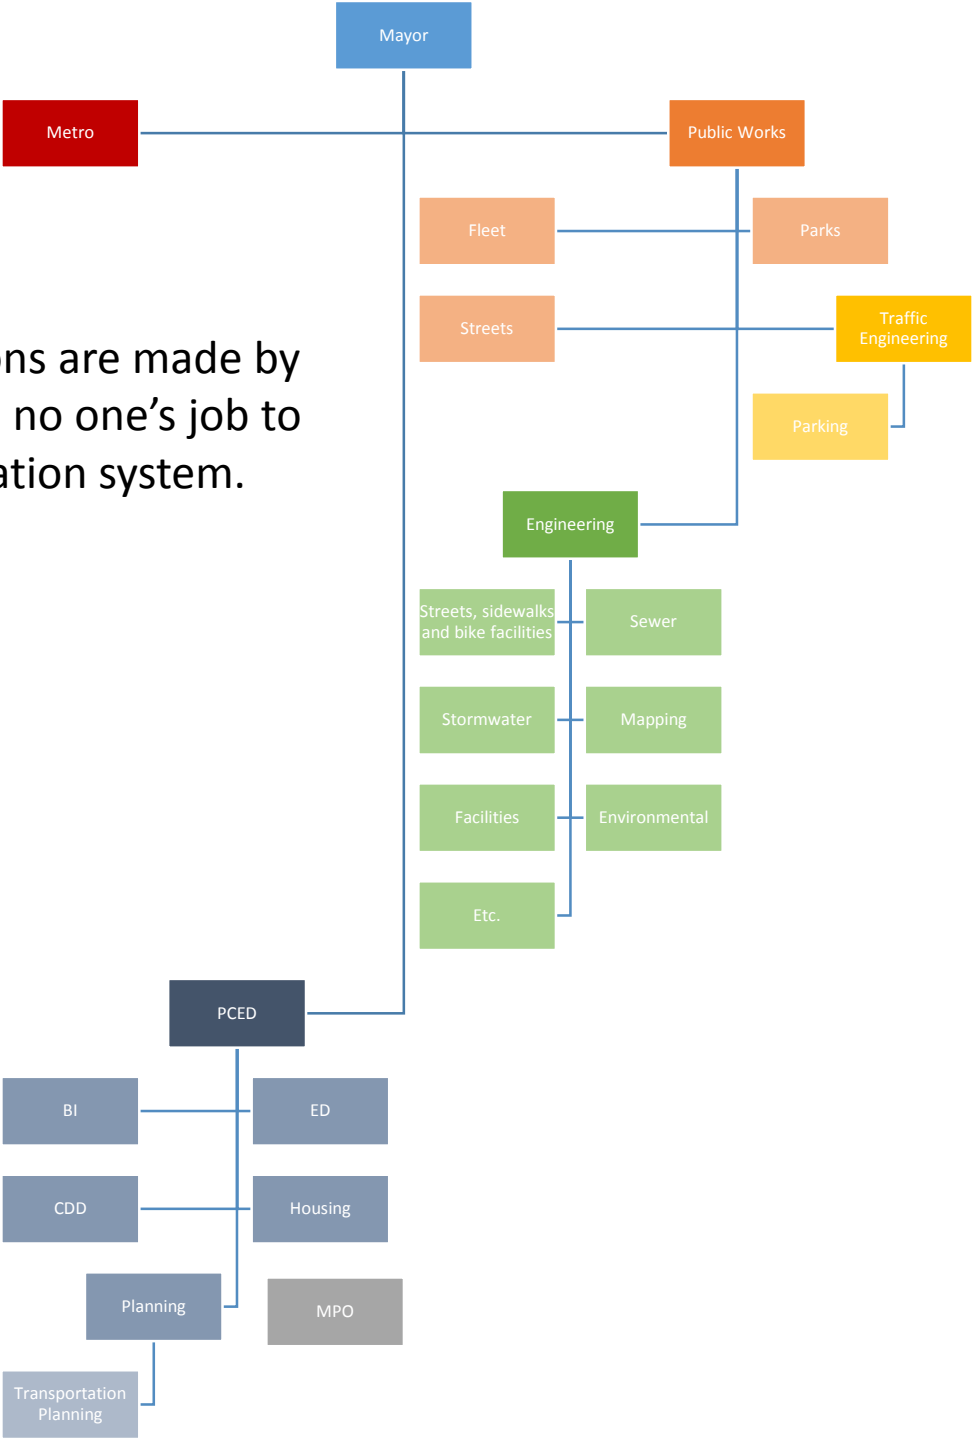 Mayor
Metro
Public Works
Fleet
Parks
Streets
Traffic
Engineering
ons are made by
no one’s job to
ation system.
Parking
Engineering
Streets, sidewalks
and bike facilities
Sewer
Stormwater
Mapping
Facilities
Environmental
Etc.
PCED
BI
ED
CDD
Housing
Planning
MPO
Transportation
Planning